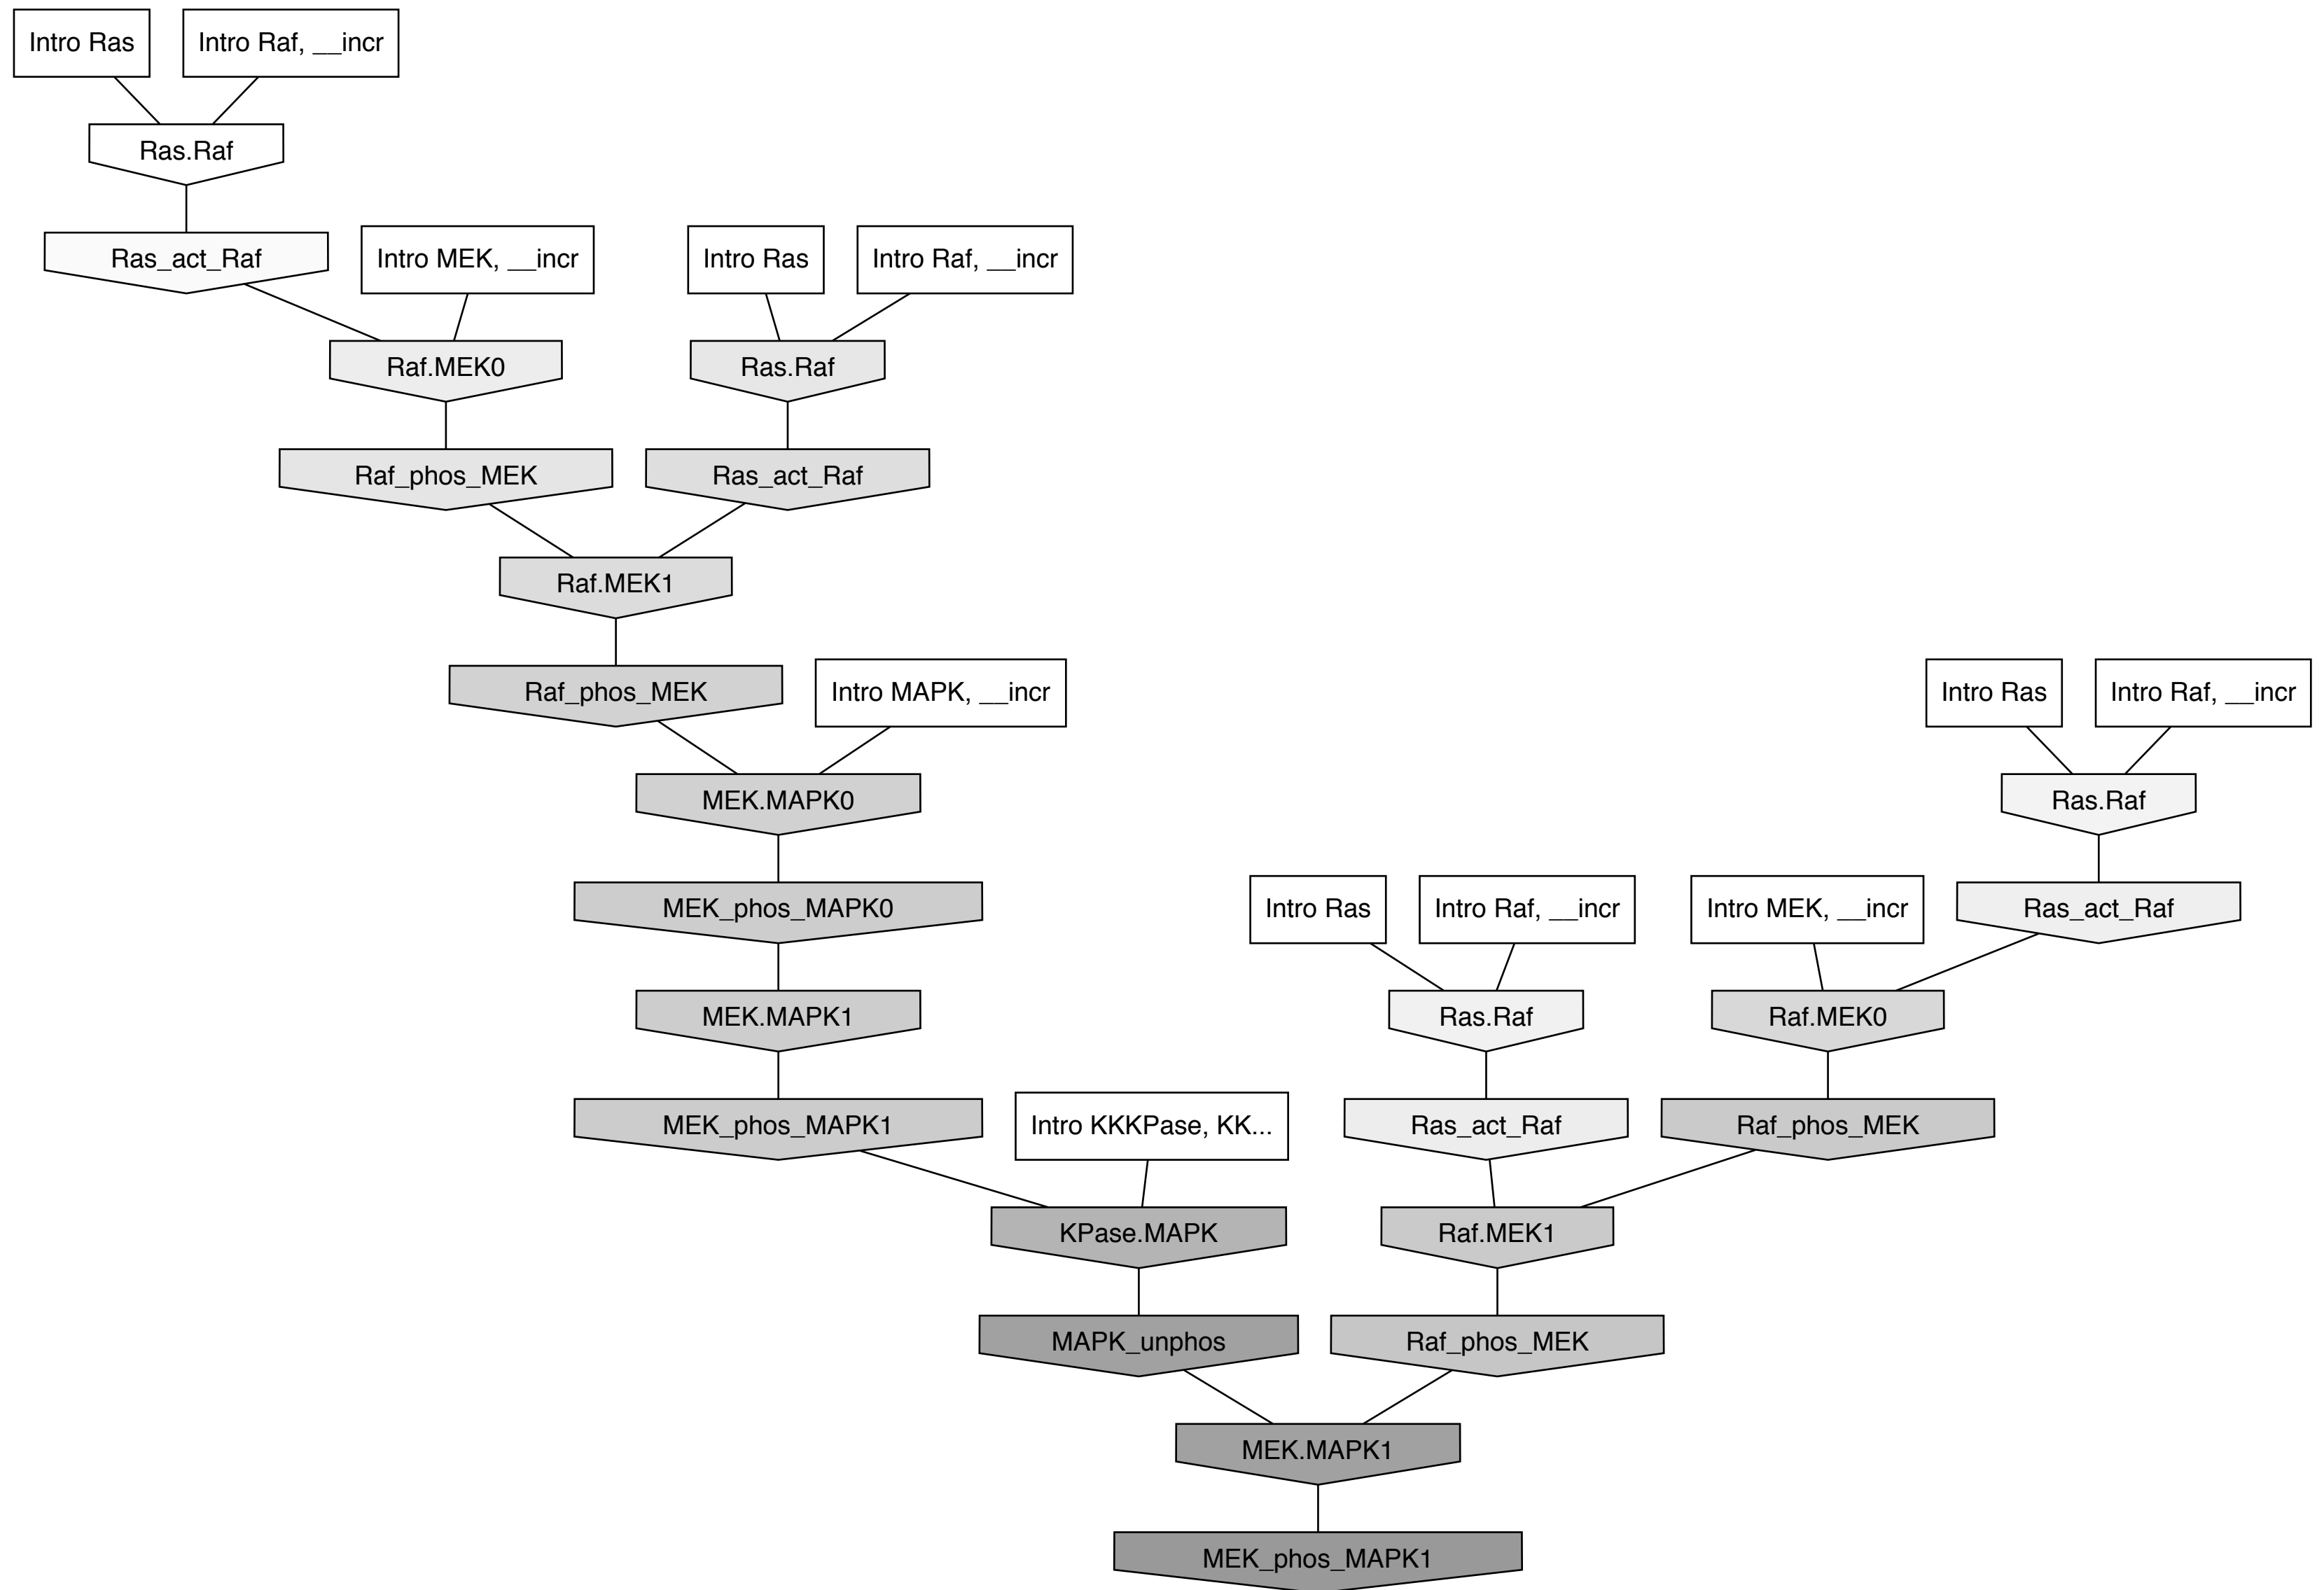 Intro Ras
Intro Raf, __incr
Ras.Raf
Ras_act_Raf
Intro MEK, __incr
Intro Ras
Intro Raf, __incr
Raf.MEK0
Ras.Raf
Raf_phos_MEK
Ras_act_Raf
Raf.MEK1
Raf_phos_MEK
Intro MAPK, __incr
Intro Ras
Intro Raf, __incr
MEK.MAPK0
Ras.Raf
MEK_phos_MAPK0
Intro Ras
Intro Raf, __incr
Intro MEK, __incr
Ras_act_Raf
MEK.MAPK1
Ras.Raf
Raf.MEK0
MEK_phos_MAPK1
Intro KKKPase, KK...
Ras_act_Raf
Raf_phos_MEK
KPase.MAPK
Raf.MEK1
MAPK_unphos
Raf_phos_MEK
MEK.MAPK1
MEK_phos_MAPK1